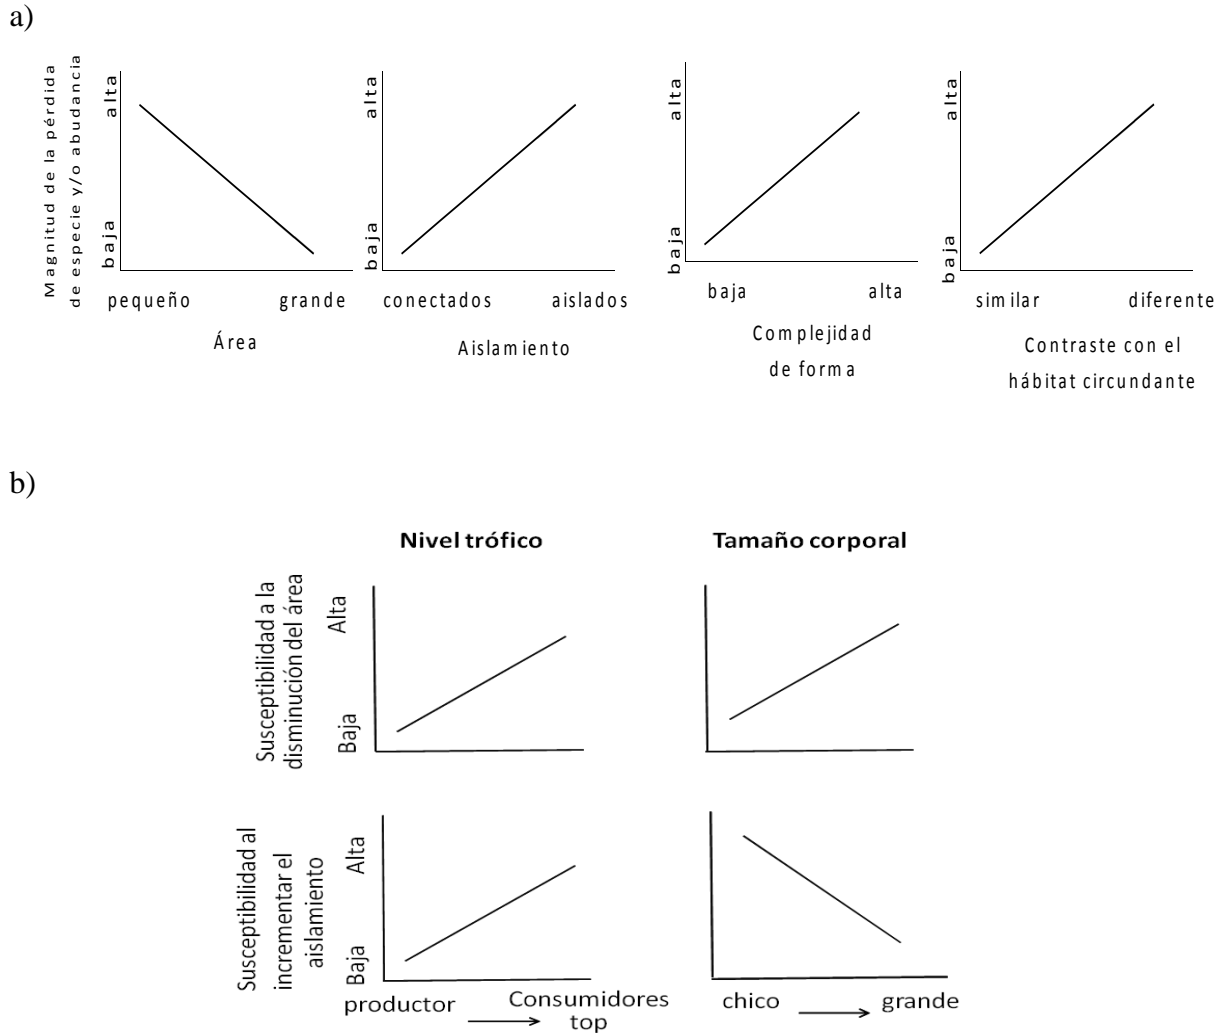 a)
Magnitud de la pérdida
de especie y/o abudancia
alta
baja
pequeño
grande
Área
alta
baja
conectados
aislados
Aislamiento
alta
baja
baja
alta
Complejidad
de forma
alta
baja
similar
diferente
Contraste con el
hábitat circundante
b)
Nivel trófico
Tamaño corporal
Susceptibilidad a la
disminución del área
Alta
Baja
Susceptibilidad al
incrementar el
aislamiento
Alta
Baja
productor
Consumidores
top
chico
grande